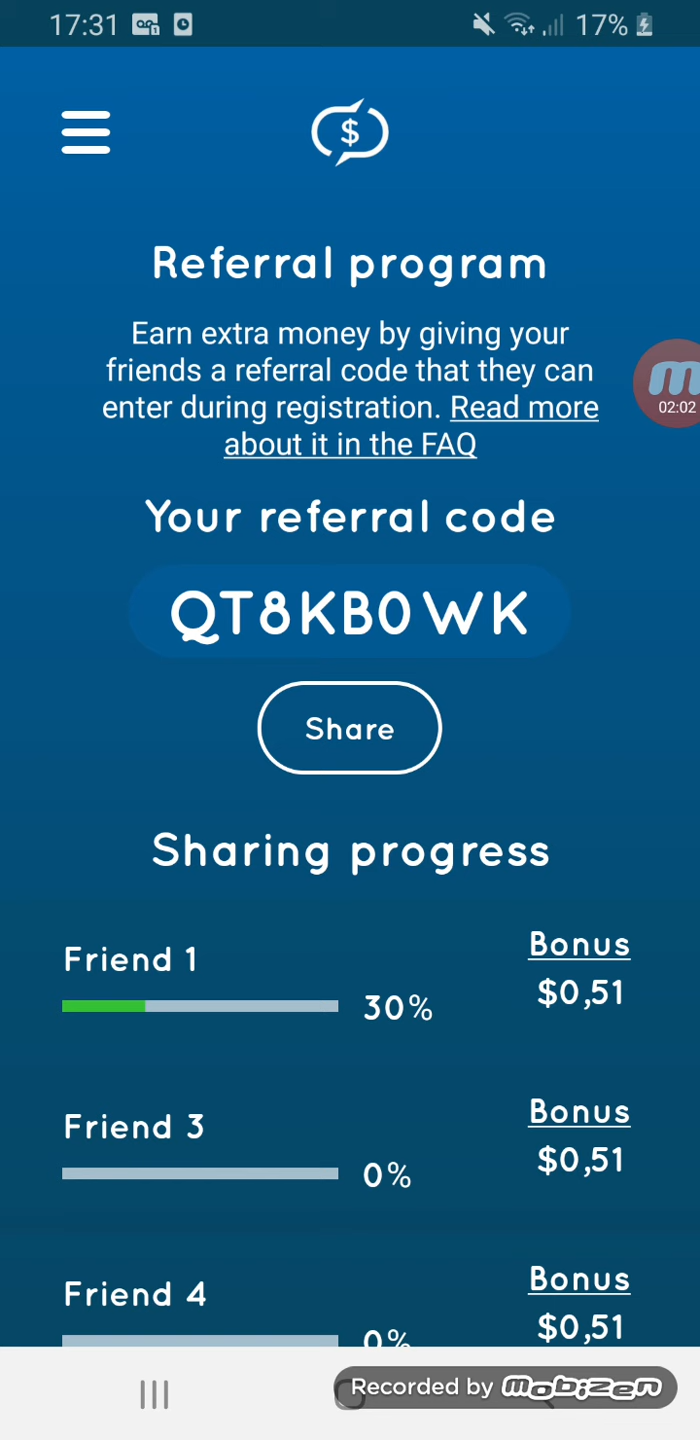 17:31 17%
$
Referral program
Earn extra money by giving your
friends a referral code that they can
enter during registration. Read more
about it in the FAQ
02:02
Your referral code
QT8KB0WK
Share
Sharing progress
Friend 1
Bonus
30%
$0,51
Friend 3
Bonus
0%
$0,51
Friend 4
Bonus
0%
$0,51
Recorded by mobizen